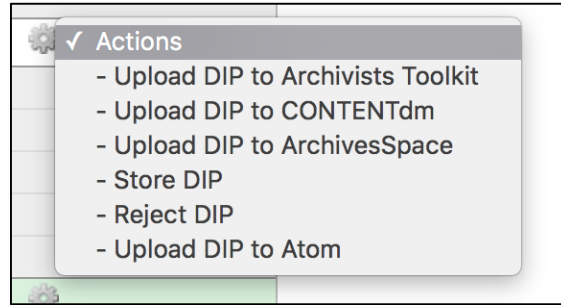 ✓ Actions
- Upload DIP to Archivists Toolkit
- Upload DIP to CONTENTdm
- Upload DIP to ArchivesSpace
- Store DIP
- Reject DIP
- Upload DIP to Atom